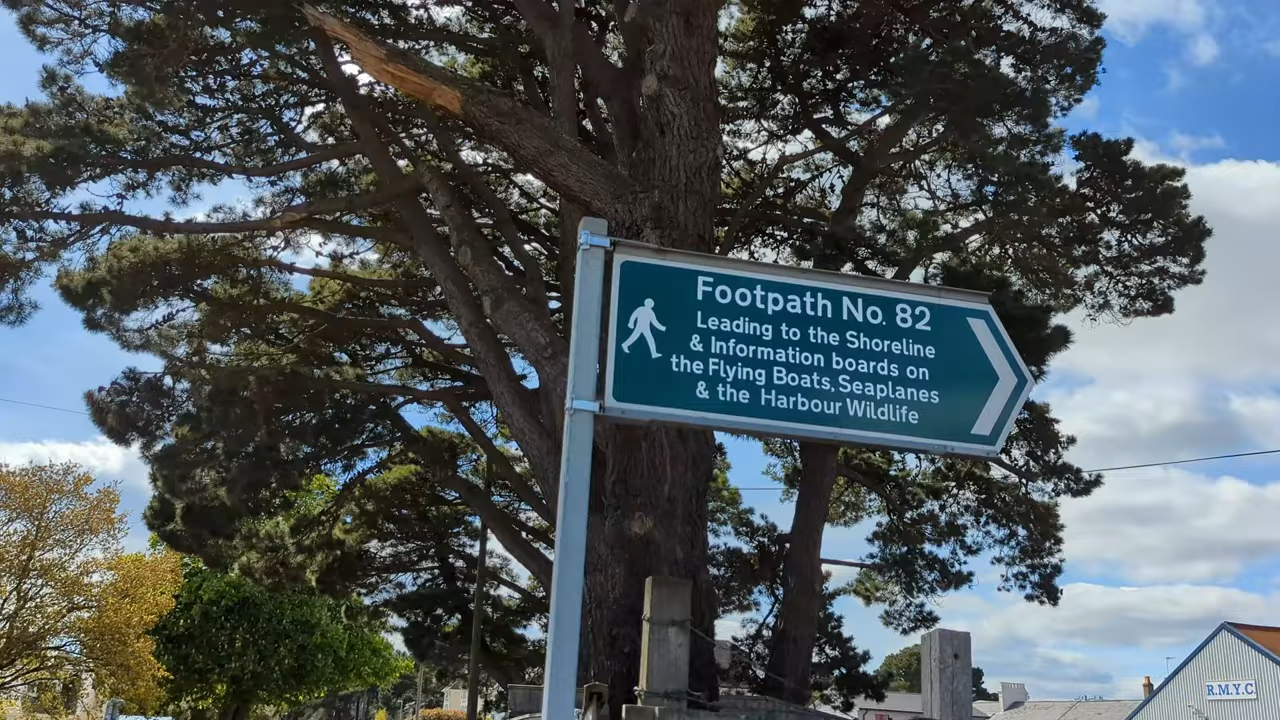 Footpath No. 82
Leading to the Shoreline
& Information boards on
the Flying Boats, Seaplanes
& the Harbour Wildlife
R.M.Y.C